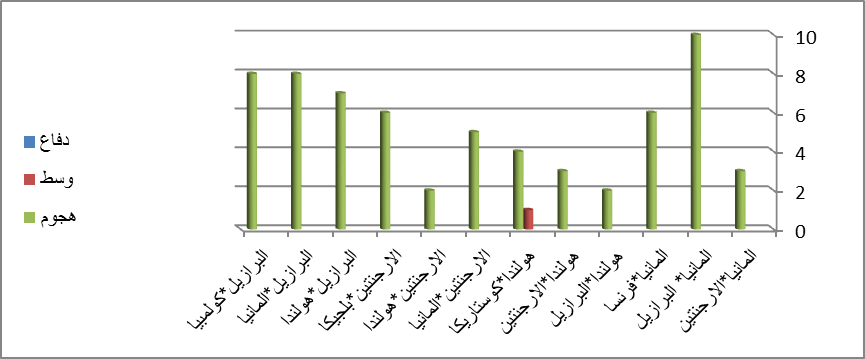 10
8
6
4
2
0
دفاع
وسط
هجوم
المانيا*الارجنتين
المانيا* البرازيل
المانيا*فرنسا
هولندا*البرازيل
هولندا*الارجنتين
هولندا*كوستاريكا
الارجنتين*المانيا
الارجنتين*هولندا
الارجنتين*بلجيكا
البرازيل*هولندا
البرازيل*المانيا
البرازيل*كولمبيا